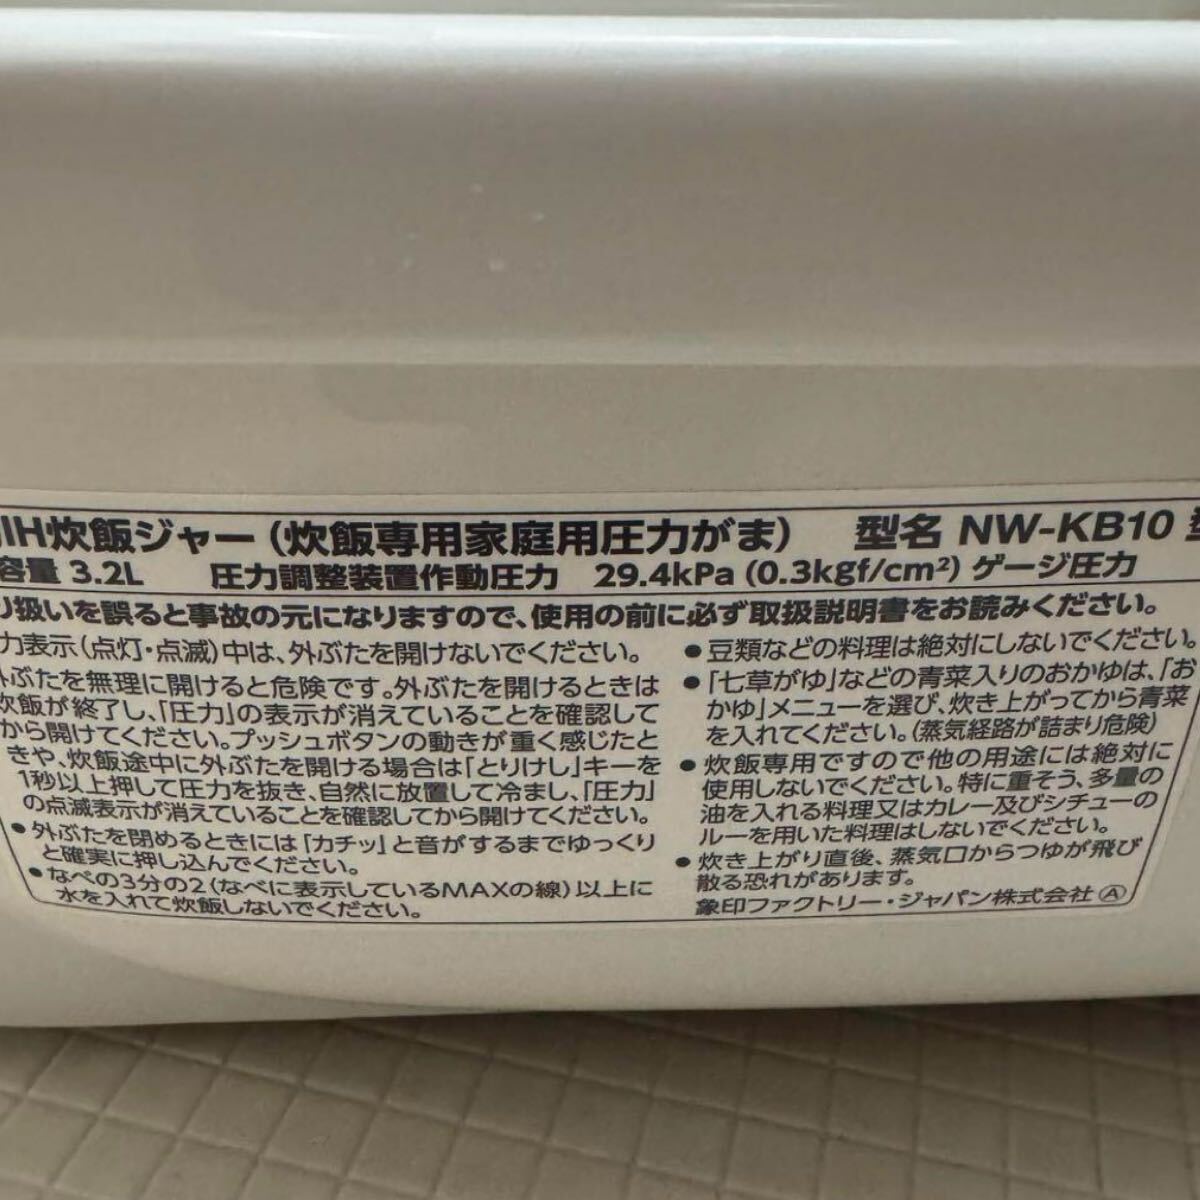 IH炊飯ジャー(炊飯専用家庭用圧力がま) 型名 NW-KB10 型
容量 3.2L 圧力調整装置作動圧力 29.4kPa (0.3kgf/cm²) ゲージ圧力
り扱いを誤ると事故の元になりますので、使用の前に必ず取扱説明書をお読みください。
力表示(点灯・点滅)中は、外ぶたを開けないでください。
外ぶたを無理に開けると危険です。外ぶたを開けるときは
炊飯が終了し、「圧力」の表示が消えていることを確認して
から開けてください。プッシュボタンの動きが重く感じたと
きや、炊飯途中に外ぶたを開ける場合は「とりけし」キーを
1秒以上押して圧力を抜き、自然に放置して冷まし、「圧力」
の点滅表示が消えていることを確認してから開けてください。
●外ぶたを閉めるときには「カチッ」と音がするまでゆっくり
と確実に押し込んでください。
●なべの3分の2(なべに表示しているMAXの線)以上に
水を入れて炊飯しないでください。
●豆類などの料理は絶対にしないでください。
●「七草がゆ」などの青菜入りのおかゆは、「お
かゆ」メニューを選び、炊き上がってから青菜
を入れてください。(蒸気経路が詰まり危険)
●炊飯専用ですので他の用途には絶対に
使用しないでください。特に重そう、多量の
油を入れる料理又はカレー及びシチューの
ルーを用いた料理はしないでください。
●炊き上がり直後、蒸気口からつゆが飛び
散る恐れがあります。
象印ファクトリー・ジャパン株式会社 Ⓐ